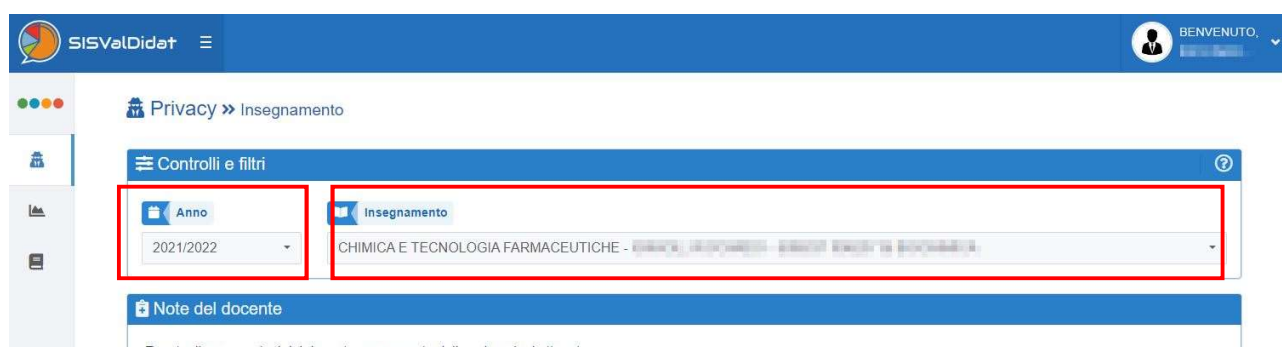 SISValDidat
BENVENUTO,
Privacy » Insegnamento
Controlli e filtri
Anno
Insegnamento
2021/2022
CHIMICA E TECNOLOGIA FARMACEUTICHE -
Note del docente